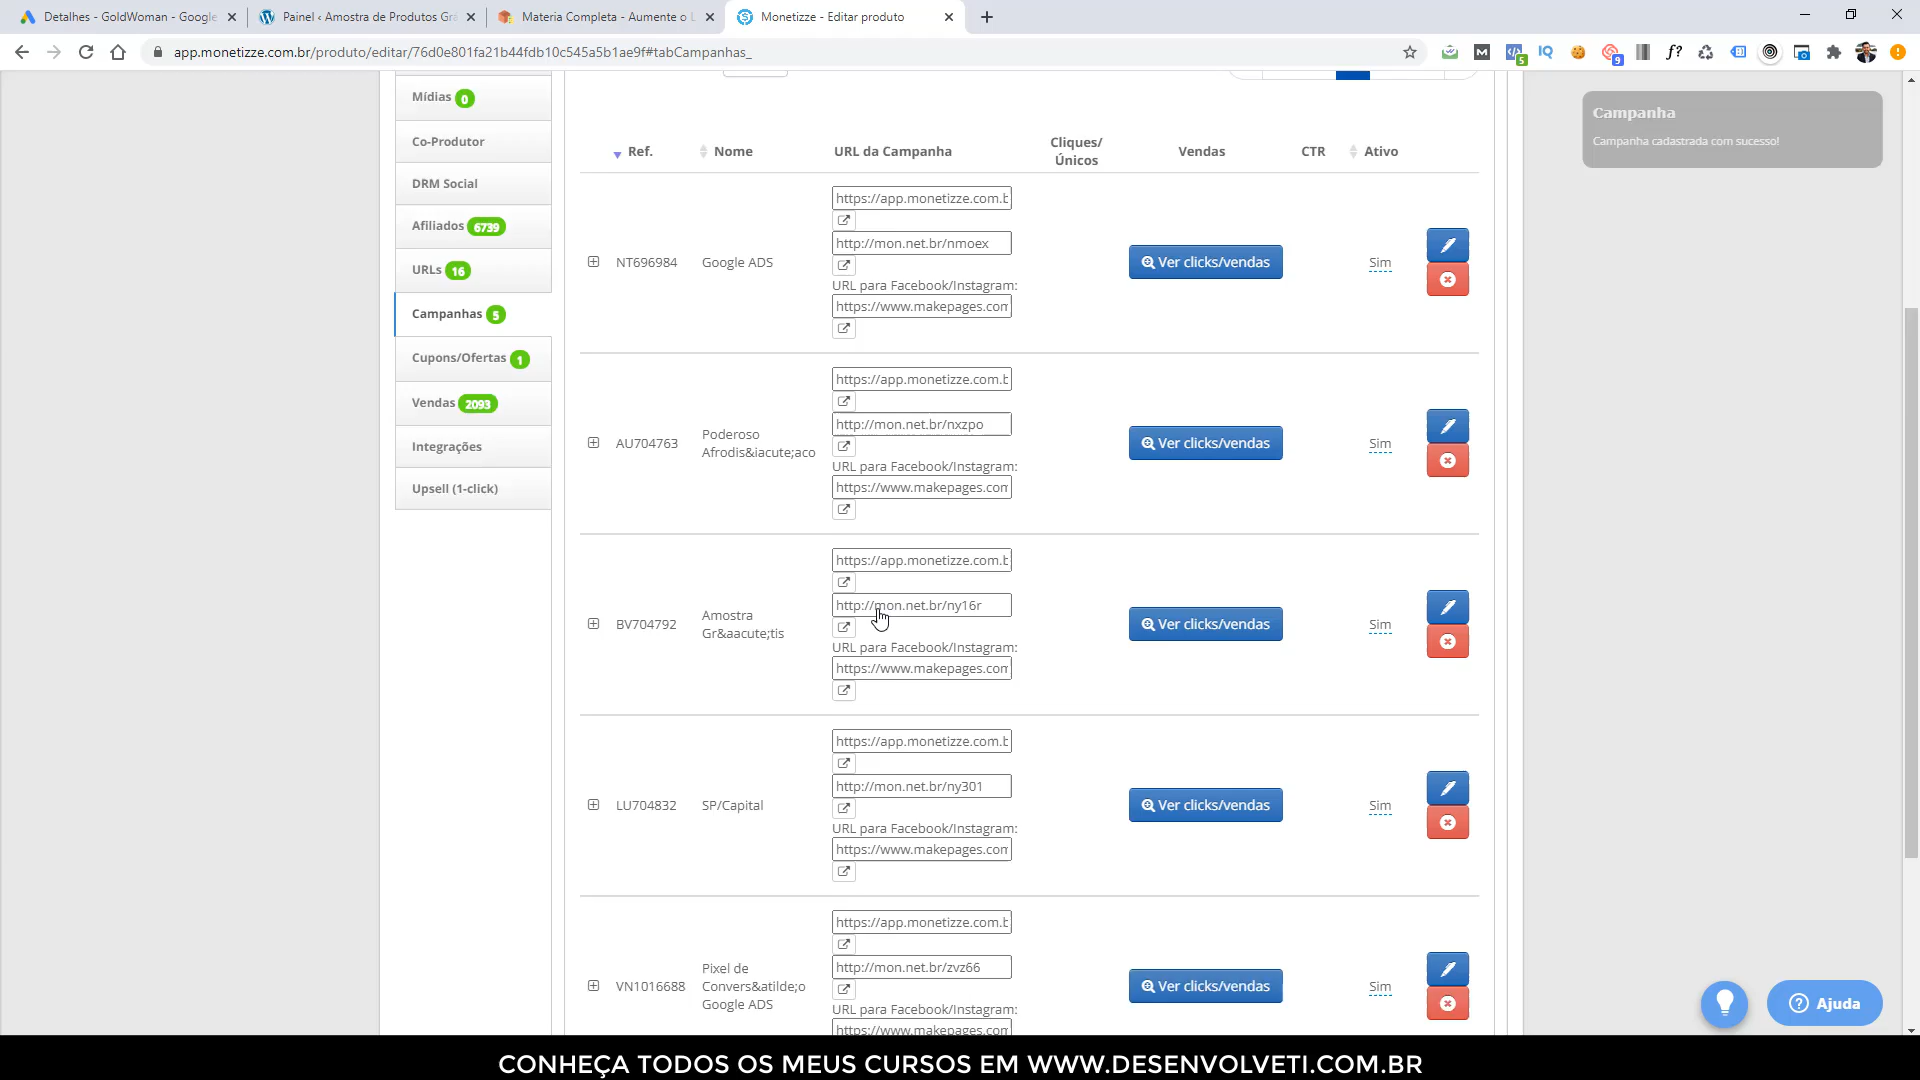 Detalhes - GoldWoman - Google
Painel ‹ Amostra de Produtos Gr
Materia Completa - Aumente o L
Monetizze - Editar produto
app.monetizze.com.br/produto/editar/76d0e801fa21b44fdb10c545a5b1ae9f#tabCampanhas_
Mídias 0
Co-Produtor
DRM Social
Afiliados 6739
URLs 16
Campanhas 5
Cupons/Ofertas 1
Vendas 2093
Integrações
Upsell (1-click)
Campanha
Campanha cadastrada com sucesso!
Ref. Nome URL da Campanha Cliques/ Vendas CTR Ativo
Únicos
https://app.monetizze.com.b
http://mon.net.br/nmoex
NT696984 Google ADS Ver clicks/vendas Sim
URL para Facebook/Instagram:
https://www.makepages.com
https://app.monetizze.com.b
http://mon.net.br/nxzpo
AU704763 Poderoso Ver clicks/vendas Sim
Afrodis&iacute;aco
URL para Facebook/Instagram:
https://www.makepages.com
https://app.monetizze.com.b
http://mon.net.br/ny16r
BV704792 Amostra Ver clicks/vendas Sim
Gr&aacute;tis
URL para Facebook/Instagram:
https://www.makepages.com
https://app.monetizze.com.b
http://mon.net.br/ny301
LU704832 SP/Capital Ver clicks/vendas Sim
URL para Facebook/Instagram:
https://www.makepages.com
https://app.monetizze.com.b
http://mon.net.br/zvz66
VN1016688 Pixel de Ver clicks/vendas Sim
Convers&atilde;o
Google ADS
URL para Facebook/Instagram:
https://www.makepages.com
Ajuda
CONHEÇA TODOS OS MEUS CURSOS EM WWW.DESENVOLVETI.COM.BR